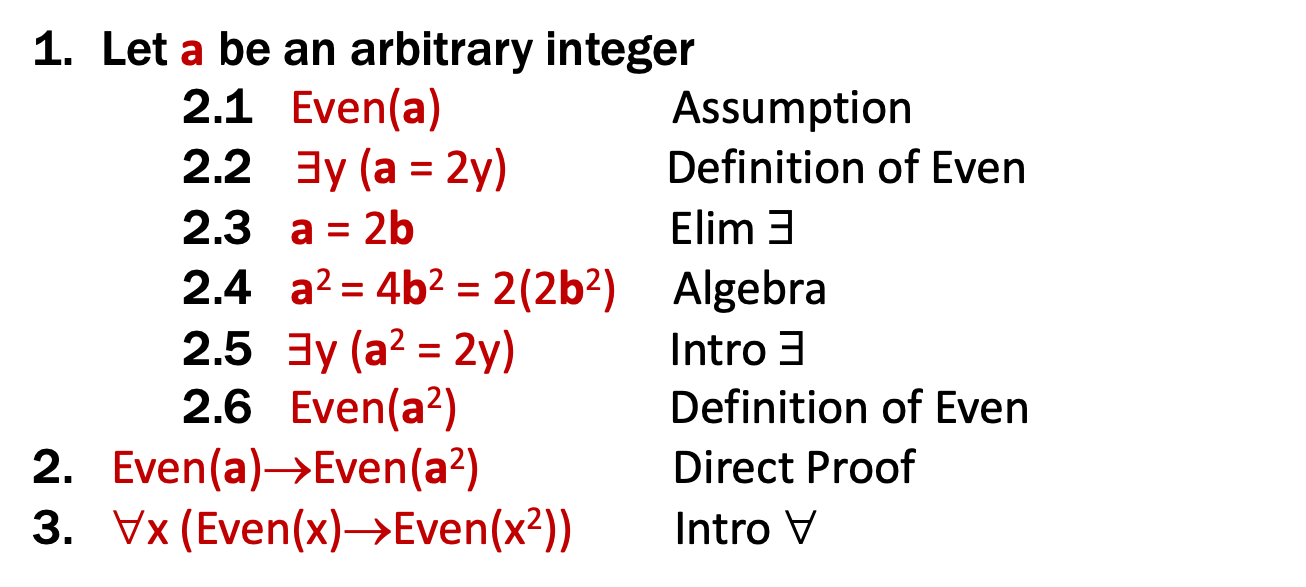 1. Let a be an arbitrary integer
2.1 Even(a) Assumption
2.2 ∃y (a = 2y) Definition of Even
2.3 a = 2b Elim ∃
2.4 a² = 4b² = 2(2b²) Algebra
2.5 ∃y (a² = 2y) Intro ∃
2.6 Even(a²) Definition of Even
2. Even(a)→Even(a²) Direct Proof
3. ∀x (Even(x)→Even(x²)) Intro ∀